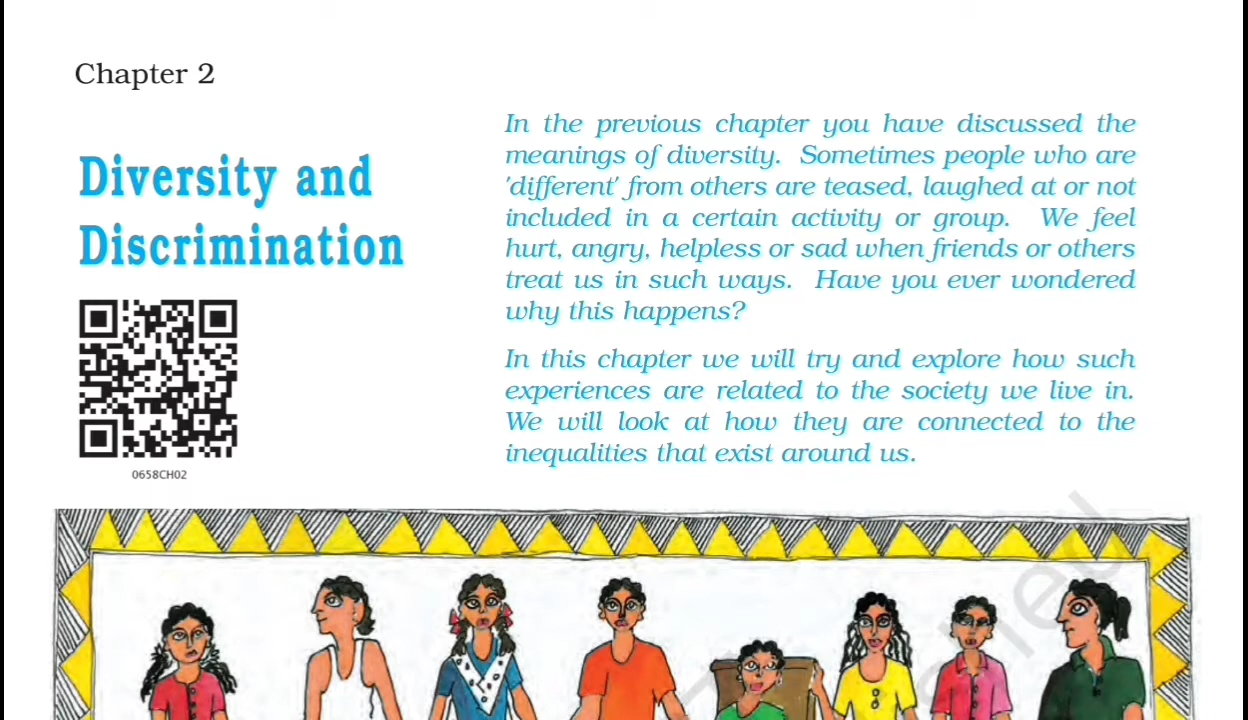 Chapter 2
Diversity and
Discrimination
0658CH02
In the previous chapter you have discussed the
meanings of diversity. Sometimes people who are
'different' from others are teased, laughed at or not
included in a certain activity or group. We feel
hurt, angry, helpless or sad when friends or others
treat us in such ways. Have you ever wondered
why this happens?
In this chapter we will try and explore how such
experiences are related to the society we live in.
We will look at how they are connected to the
inequalities that exist around us.